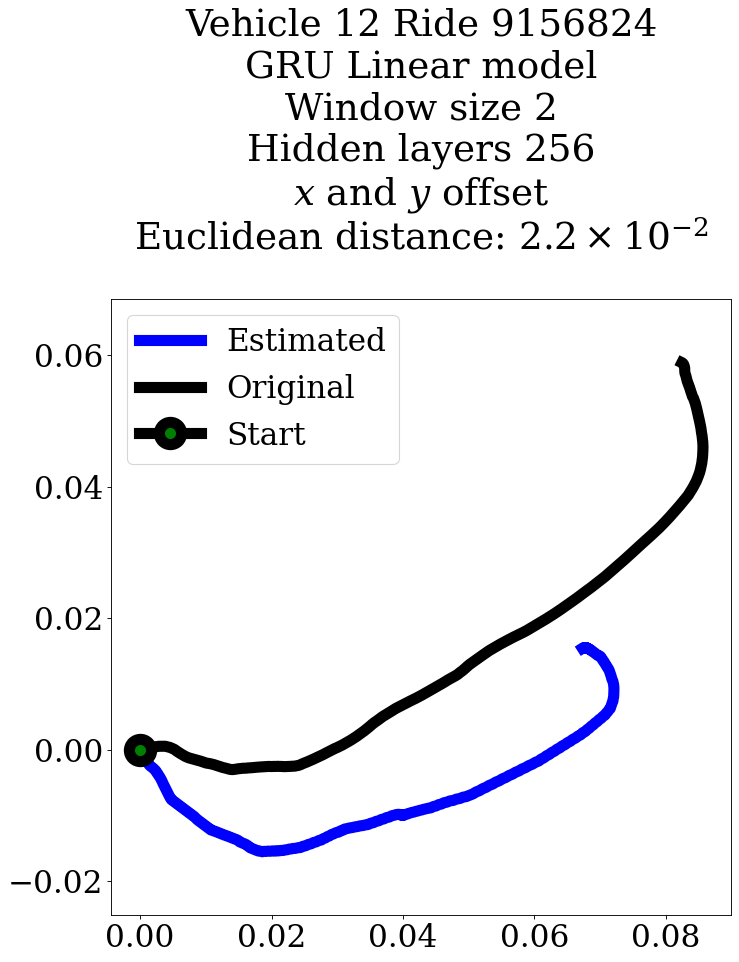 Vehicle 12 Ride 9156824
GRU Linear model
Window size 2
Hidden layers 256
x and y offset
Euclidean distance: 2.2 × 10⁻²
Estimated
Original
Start
0.06
0.04
0.02
0.00
−0.02
0.00 0.02 0.04 0.06 0.08